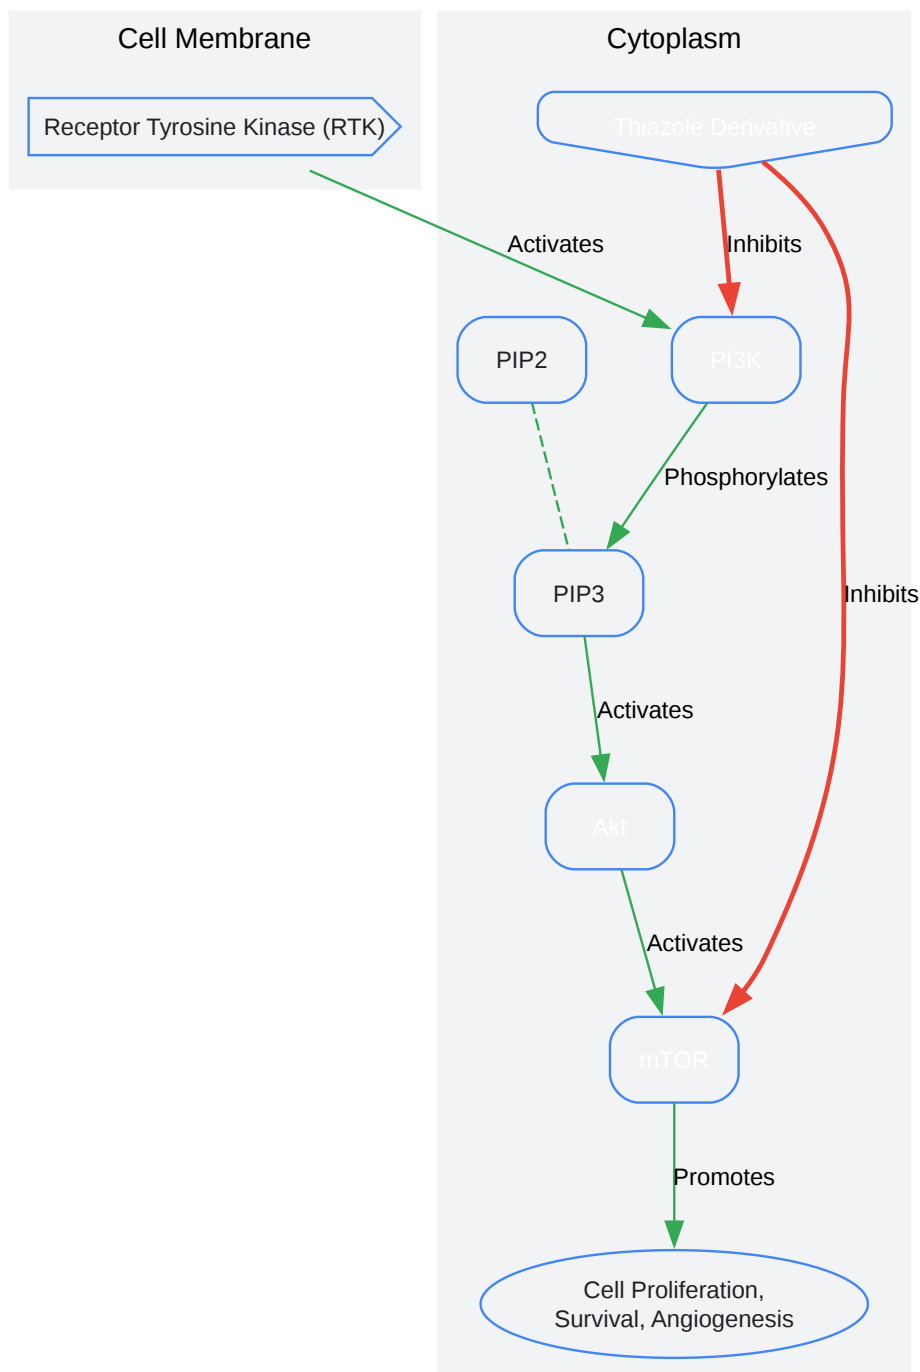 Cell Membrane
Cytoplasm
Receptor Tyrosine Kinase (RTK)
Thiazole Derivative
Activates
Inhibits
PIP2
PI3K
Phosphorylates
PIP3
Inhibits
Activates
Akt
Activates
mTOR
Promotes
Cell Proliferation,
Survival, Angiogenesis